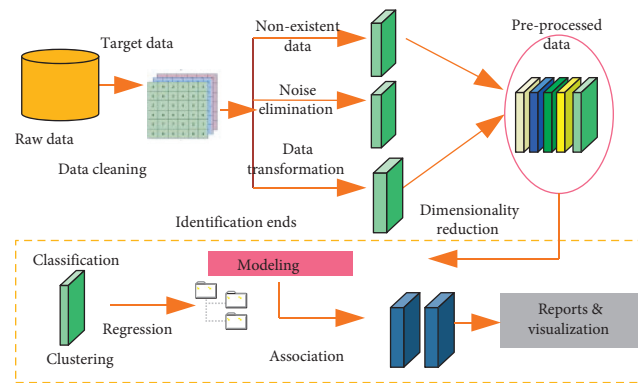 Target data
Raw data
Data cleaning
Non-existent
data
Noise
elimination
Data
transformation
Pre-processed
data
Identification ends
Dimensionality
reduction
Classification
Modeling
Regression
Clustering
Association
Reports &
visualization